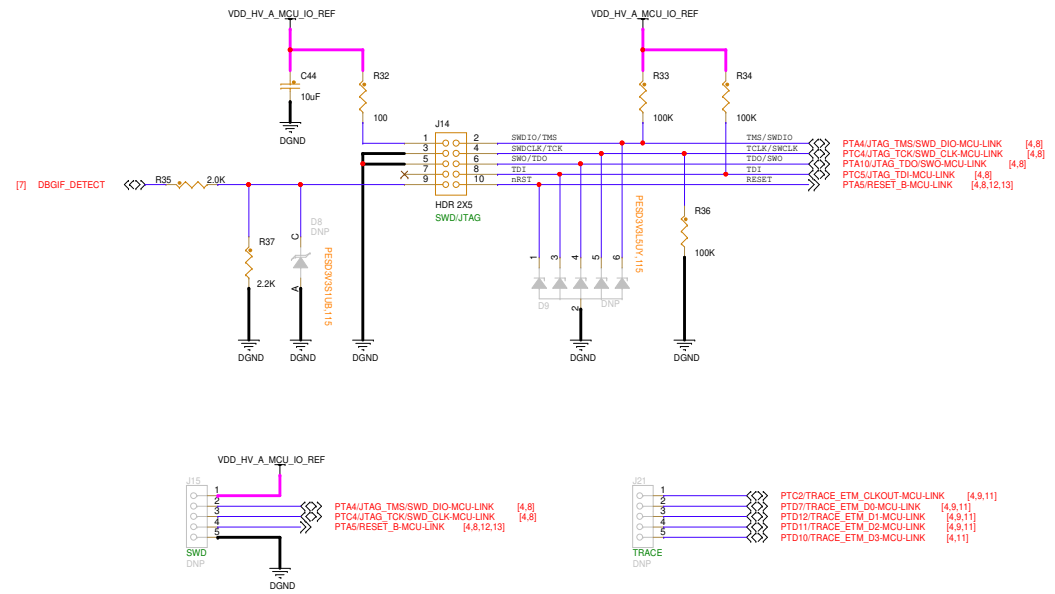 VDD_HV_A_MCU_IO_REF
VDD_HV_A_MCU_IO_REF
C44
10uF
DGND
R32
100
R33
100K
R34
100K
J14
1 2
3 4
5 6
7 8
9 10
HDR 2X5
SWD/JTAG
SWDIO/TMS
SWDCLK/TCK
SWO/TDO
TDI
nRST
TMS/SWDIO
TCLK/SWCLK
TDO/SWO
TDI
RESET
PTA4/JTAG_TMS/SWD_DIO-MCU-LINK [4,8]
PTC4/JTAG_TCK/SWD_CLK-MCU-LINK [4,8]
PTA10/JTAG_TDO/SWO-MCU-LINK [4,8]
PTC5/JTAG_TDI-MCU-LINK [4,8]
PTA5/RESET_B-MCU-LINK [4,8,12,13]
[7] DBGIF_DETECT
R35 2.0K
R37
2.2K
DGND
D8
DNP
C
A
PESD3V3S1UB,115
DGND
DGND
PESD3V3L5UY,115
1 3 4 5 6
D9
2
DNP
DGND
R36
100K
DGND
VDD_HV_A_MCU_IO_REF
J15
1
2
3
4
5
SWD
DNP
PTA4/JTAG_TMS/SWD_DIO-MCU-LINK [4,8]
PTC4/JTAG_TCK/SWD_CLK-MCU-LINK [4,8]
PTA5/RESET_B-MCU-LINK [4,8,12,13]
DGND
J21
1
2
3
4
5
TRACE
DNP
PTC2/TRACE_ETM_CLKOUT-MCU-LINK [4,9,11]
PTD7/TRACE_ETM_D0-MCU-LINK [4,9,11]
PTD12/TRACE_ETM_D1-MCU-LINK [4,9,11]
PTD11/TRACE_ETM_D2-MCU-LINK [4,9,11]
PTD10/TRACE_ETM_D3-MCU-LINK [4,11]